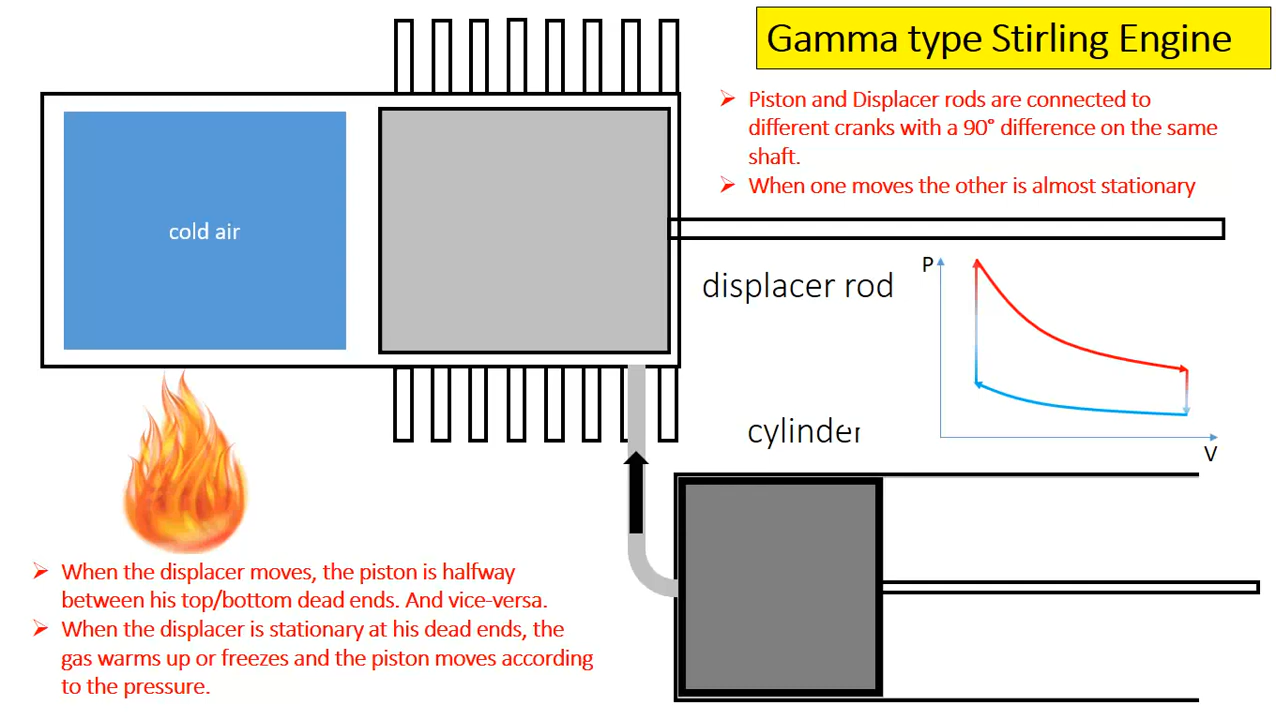 Gamma type Stirling Engine
➢ Piston and Displacer rods are connected to
different cranks with a 90° difference on the same
shaft.
➢ When one moves the other is almost stationary
cold air
displacer rod
P
cylinder
V
➢ When the displacer moves, the piston is halfway
between his top/bottom dead ends. And vice-versa.
➢ When the displacer is stationary at his dead ends, the
gas warms up or freezes and the piston moves according
to the pressure.